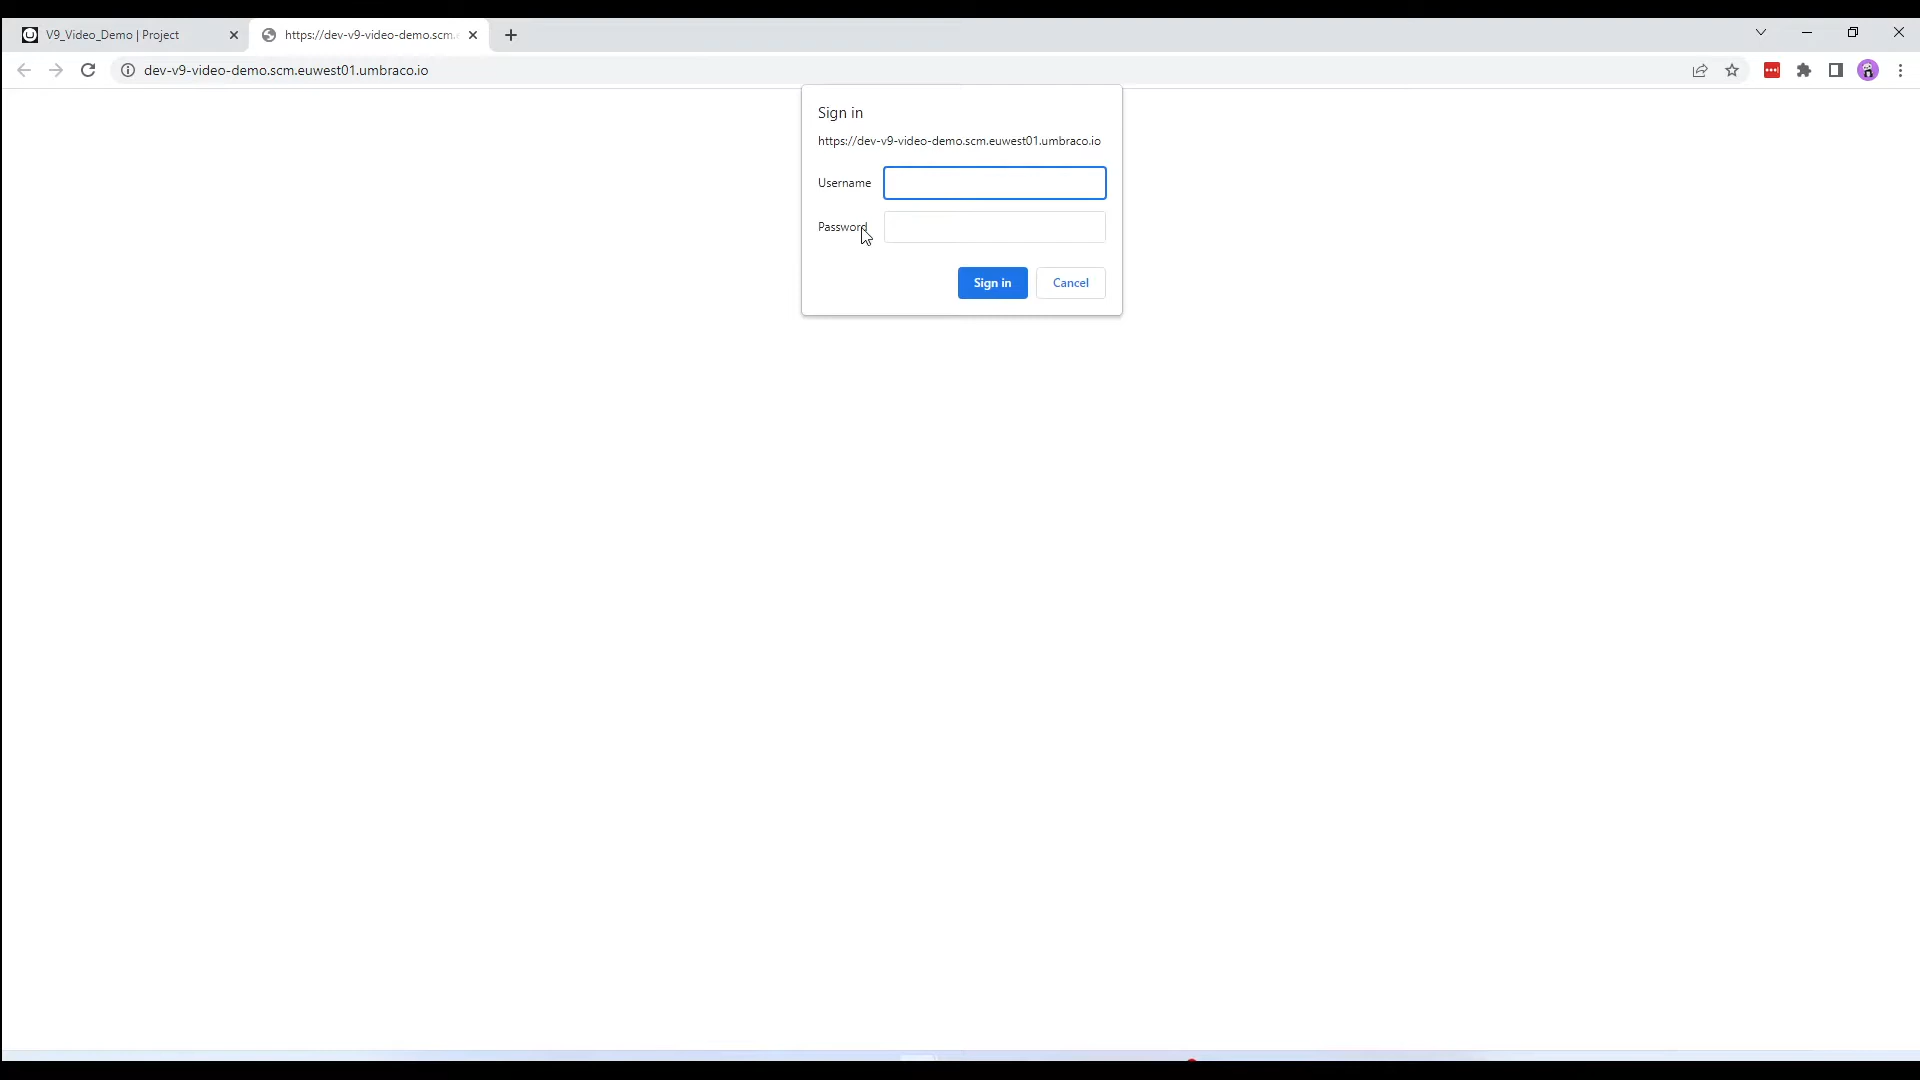 V9_Video_Demo | Project
https://dev-v9-video-demo.scm.e
dev-v9-video-demo.scm.euwest01.umbraco.io
Sign in
https://dev-v9-video-demo.scm.euwest01.umbraco.io
Username
Password
Sign in
Cancel